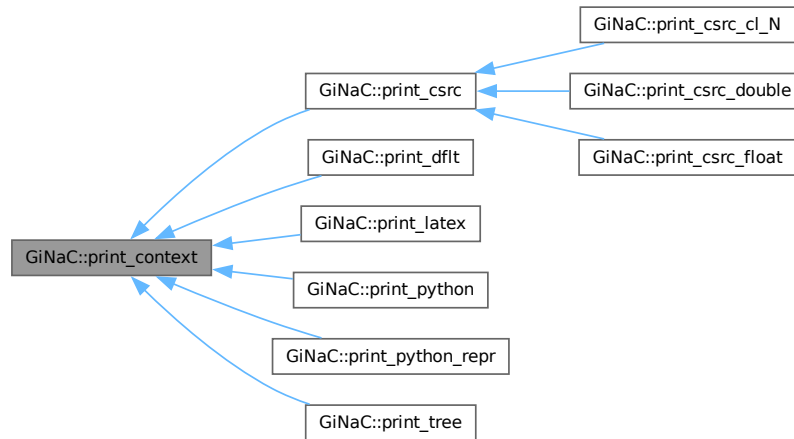 GiNaC::print_csrc_cl_N
GiNaC::print_csrc
GiNaC::print_csrc_double
GiNaC::print_dflt
GiNaC::print_csrc_float
GiNaC::print_latex
GiNaC::print_context
GiNaC::print_python
GiNaC::print_python_repr
GiNaC::print_tree